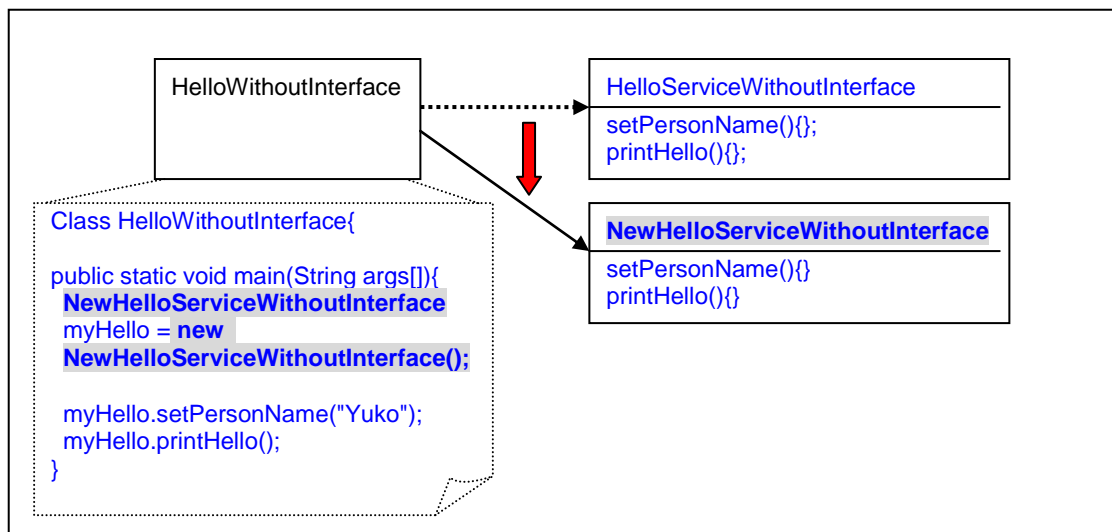 HelloWithoutInterface
HelloServiceWithoutInterface
setPersonName(){};
printHello(){};
NewHelloServiceWithoutInterface
setPersonName(){}
printHello(){}
Class HelloWithoutInterface{
public static void main(String args[]){
NewHelloServiceWithoutInterface
myHello = new
NewHelloServiceWithoutInterface();
myHello.setPersonName("Yuko");
myHello.printHello();
}